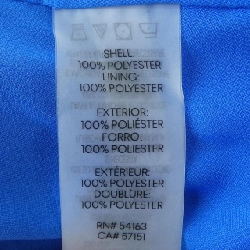 SHELL
100% POLYESTER
LINING:
100% POLYESTER
EXTERIOR:
100% POLIÉSTER
FORRO:
100% POLIÉSTER
EXTÉRIEUR:
100% POLYESTER
DOUBLURE:
100% POLYESTER
RN# 54163
CA# 57151